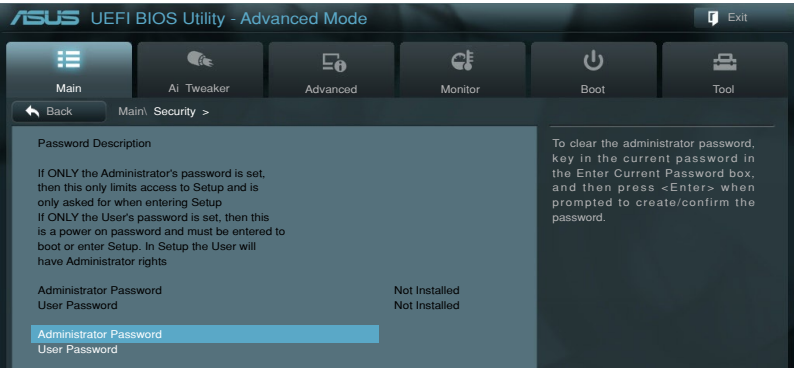 ASUS UEFI BIOS Utility - Advanced Mode
Exit
Main
Ai Tweaker
Advanced
Monitor
Boot
Tool
Back
Main\ Security >
Password Description
If ONLY the Administrator's password is set,
then this only limits access to Setup and is
only asked for when entering Setup
If ONLY the User's password is set, then this
is a power on password and must be entered to
boot or enter Setup. In Setup the User will
have Administrator rights
Administrator Password Not Installed
User Password Not Installed
Administrator Password
User Password
To clear the administrator password,
key in the current password in
the Enter Current Password box,
and then press <Enter> when
prompted to create/confirm the
password.